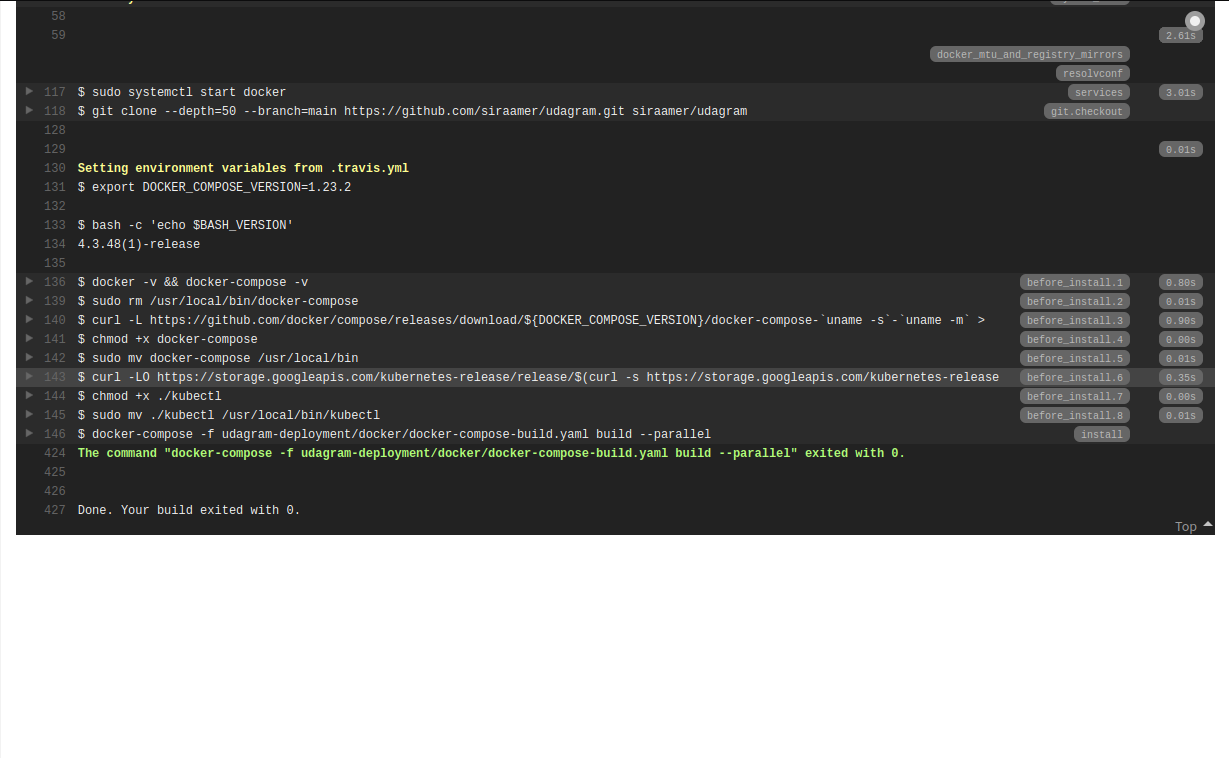 58
59 2.61s
docker_mtu_and_registry_mirrors
resolvconf
117 $ sudo systemctl start docker services 3.01s
118 $ git clone --depth=50 --branch=main https://github.com/siraamer/udagram.git siraamer/udagram git.checkout
128
129 0.01s
130 Setting environment variables from .travis.yml
131 $ export DOCKER_COMPOSE_VERSION=1.23.2
132
133 $ bash -c 'echo $BASH_VERSION'
134 4.3.48(1)-release
135
136 $ docker -v && docker-compose -v before_install.1 0.80s
139 $ sudo rm /usr/local/bin/docker-compose before_install.2 0.01s
140 $ curl -L https://github.com/docker/compose/releases/download/${DOCKER_COMPOSE_VERSION}/docker-compose-`uname -s`-`uname -m` > before_install.3 0.90s
141 $ chmod +x docker-compose before_install.4 0.00s
142 $ sudo mv docker-compose /usr/local/bin before_install.5 0.01s
143 $ curl -LO https://storage.googleapis.com/kubernetes-release/release/$(curl -s https://storage.googleapis.com/kubernetes-release before_install.6 0.35s
144 $ chmod +x ./kubectl before_install.7 0.00s
145 $ sudo mv ./kubectl /usr/local/bin/kubectl before_install.8 0.01s
146 $ docker-compose -f udagram-deployment/docker/docker-compose-build.yaml build --parallel install
424 The command "docker-compose -f udagram-deployment/docker/docker-compose-build.yaml build --parallel" exited with 0.
425
426
427 Done. Your build exited with 0.
Top